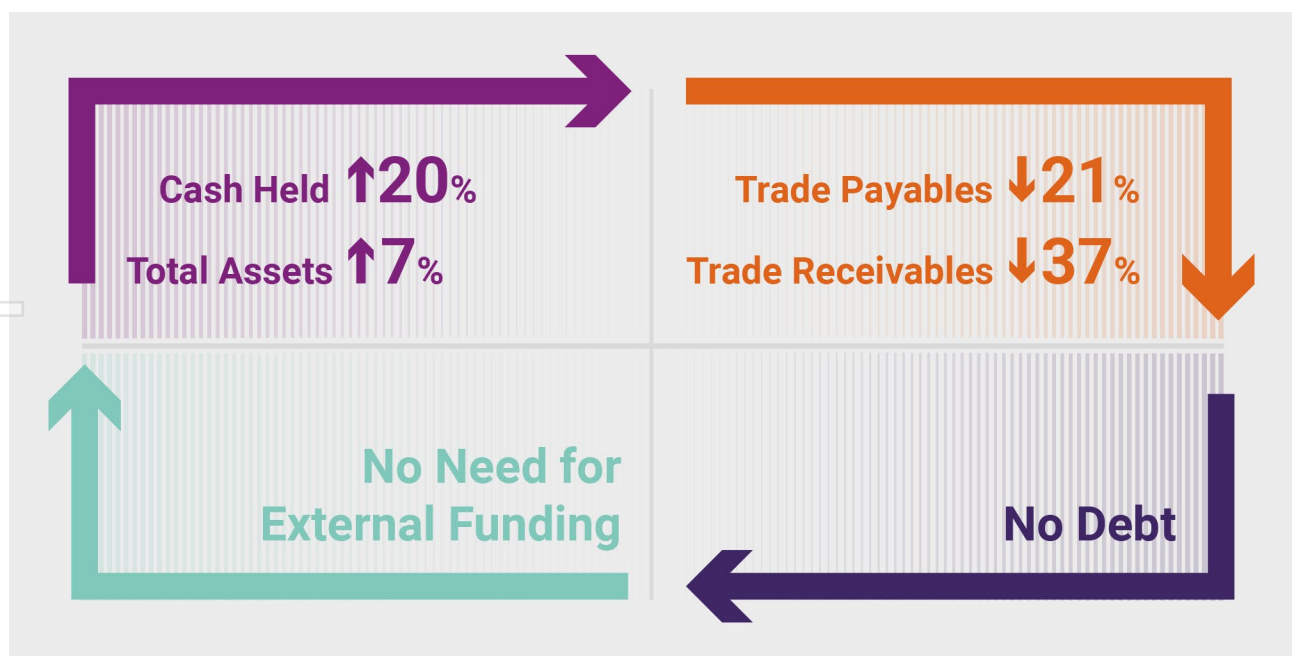 Cash Held ↑20%
Total Assets ↑7%
Trade Payables ↓21%
Trade Receivables ↓37%
No Need for
External Funding
No Debt